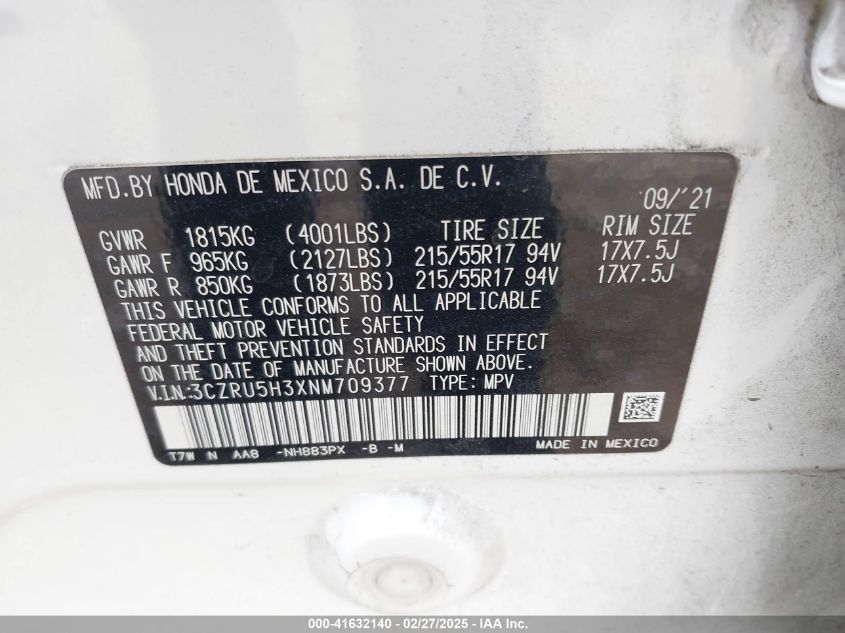 MFD.BY HONDA DE MEXICO S.A. DE C.V. 09/'21
GVWR 1815KG (4001LBS) TIRE SIZE RIM SIZE
GAWR F 965KG (2127LBS) 215/55R17 94V 17X7.5J
GAWR R 850KG (1873LBS) 215/55R17 94V 17X7.5J
THIS VEHICLE CONFORMS TO ALL APPLICABLE
FEDERAL MOTOR VEHICLE SAFETY
AND THEFT PREVENTION STANDARDS IN EFFECT
ON THE DATE OF MANUFACTURE SHOWN ABOVE.
V.I.N:3CZRU5H3XNM709377 TYPE: MPV
T7W N AA8 -NH883PX -B -M MADE IN MEXICO
000-41632140 - 02/27/2025 - IAA Inc.